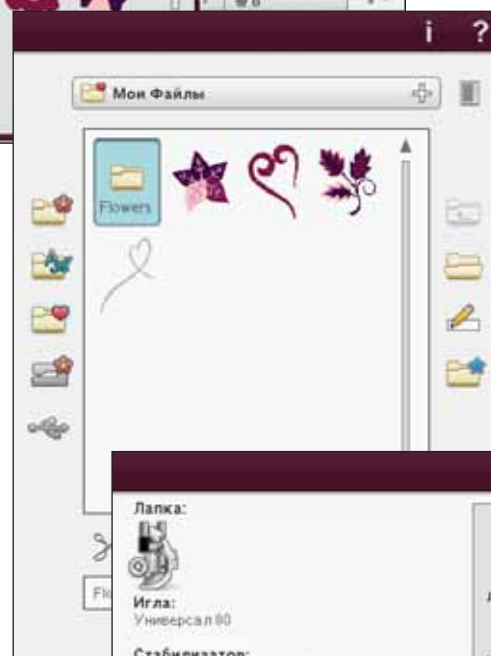 i ?
Мои Файлы
Flowers
Лапка:
Игла:
Универсал 80
Стабилизатор: